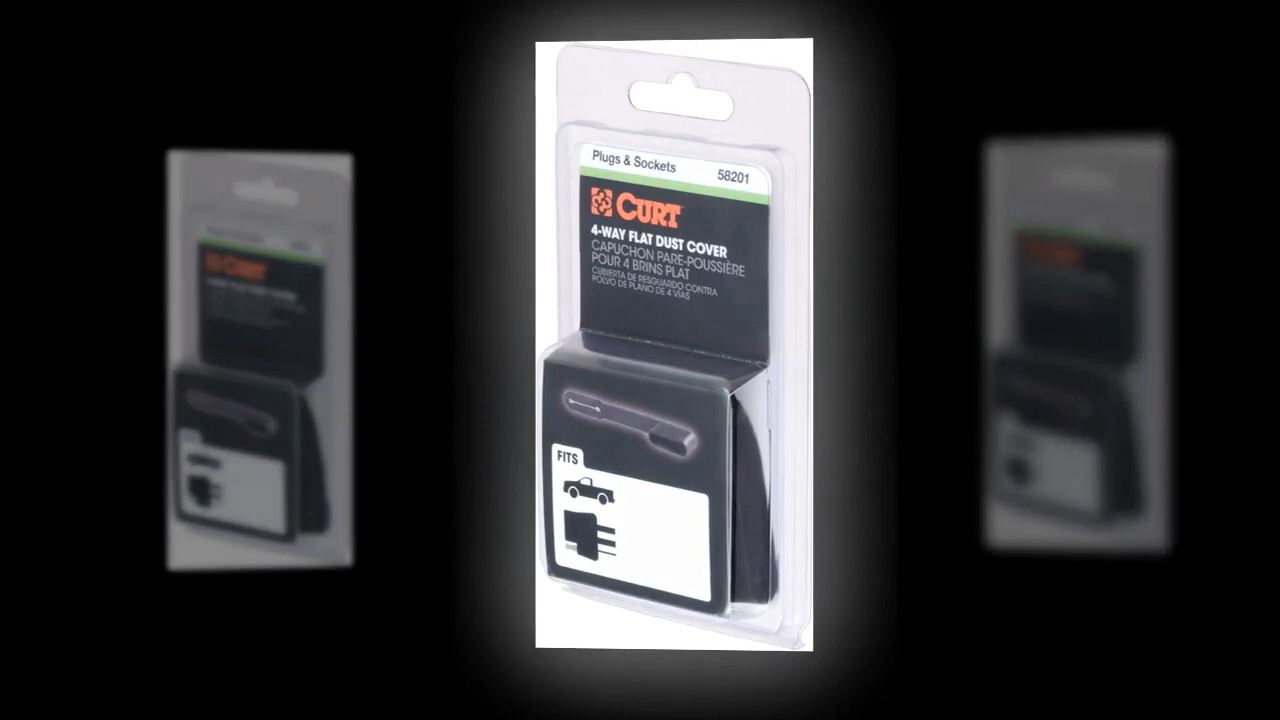 Plugs & Sockets 58201
CURT
4-WAY FLAT DUST COVER
CAPUCHON PARE-POUSSIÈRE
POUR 4 BRINS PLAT
CUBIERTA DE RESGUARDO CONTRA
POLVO DE PLANO DE 4 VÍAS
FITS